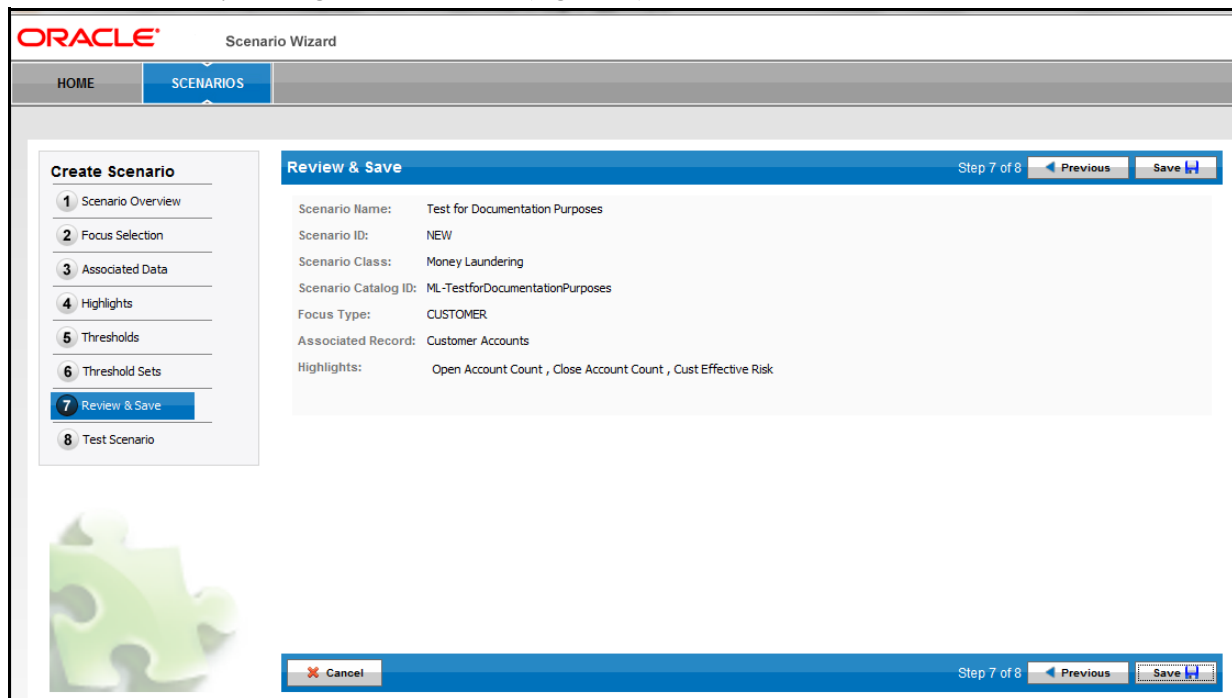 ORACLE Scenario Wizard
HOME SCENARIOS
Create Scenario
1 Scenario Overview
2 Focus Selection
3 Associated Data
4 Highlights
5 Thresholds
6 Threshold Sets
7 Review & Save
8 Test Scenario
Review & Save Step 7 of 8 Previous Save
Scenario Name: Test for Documentation Purposes
Scenario ID: NEW
Scenario Class: Money Laundering
Scenario Catalog ID: ML-TestforDocumentationPurposes
Focus Type: CUSTOMER
Associated Record: Customer Accounts
Highlights: Open Account Count , Close Account Count , Cust Effective Risk
Cancel Step 7 of 8 Previous Save